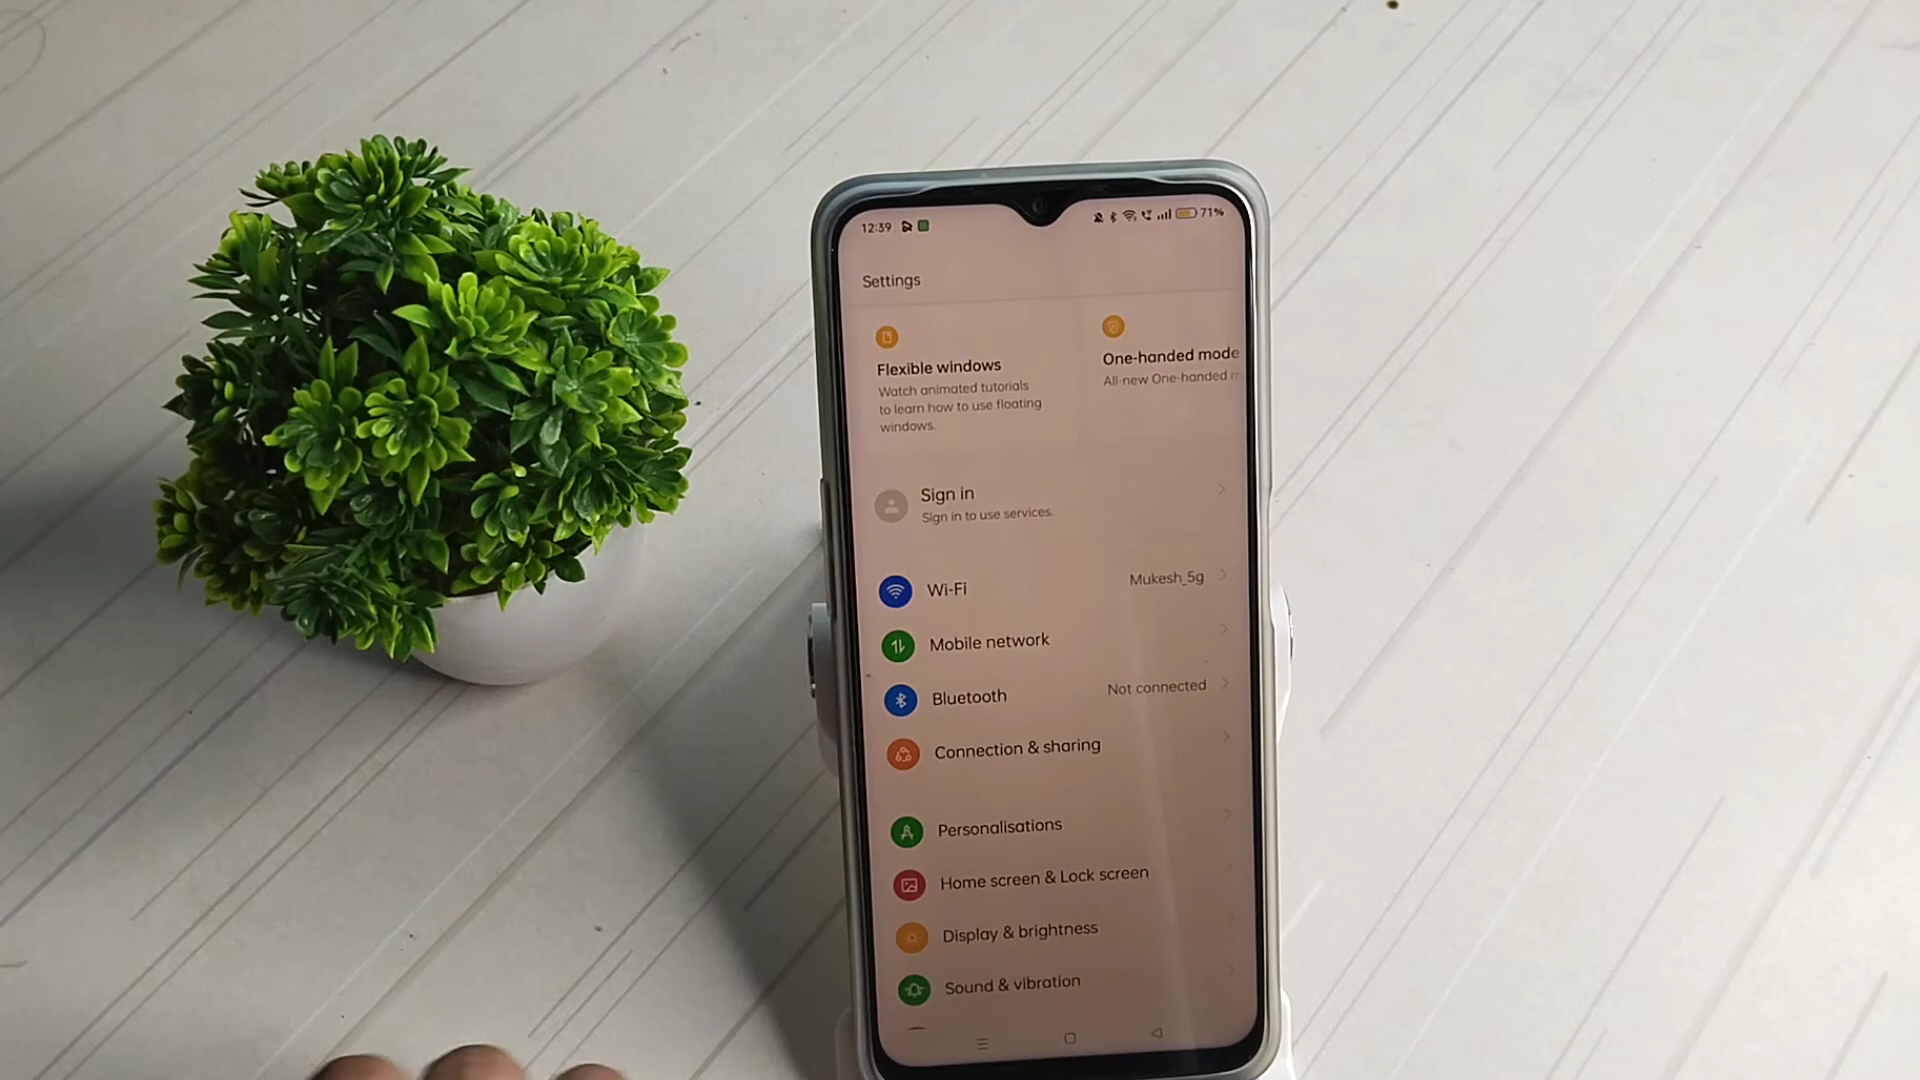 12:39
71%
Settings
Flexible windows
Watch animated tutorials
to learn how to use floating
windows.
One-handed mode
All-new One-handed
Sign in
Sign in to use services.
Wi-Fi
Mukesh_5g
Mobile network
Bluetooth
Not connected
Connection & sharing
Personalisations
Home screen & Lock screen
Display & brightness
Sound & vibration